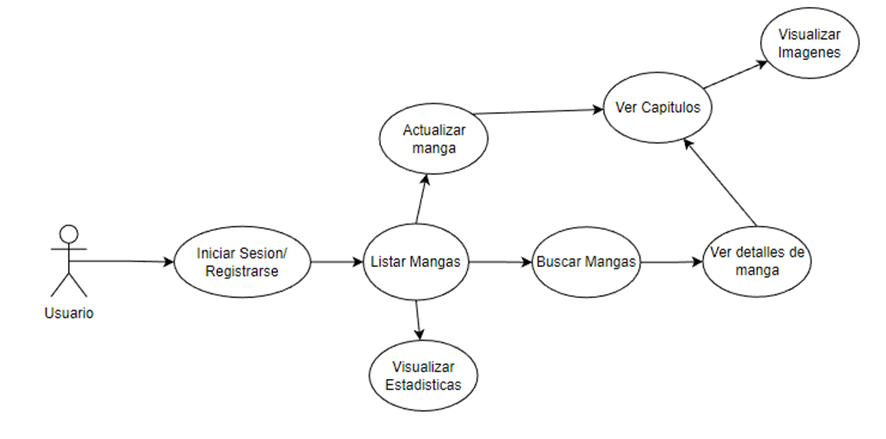 Visualizar
Imagenes
Ver Capitulos
Actualizar
manga
Iniciar Sesion/
Registrarse
Listar Mangas
Buscar Mangas
Ver detalles de
manga
Usuario
Visualizar
Estadisticas